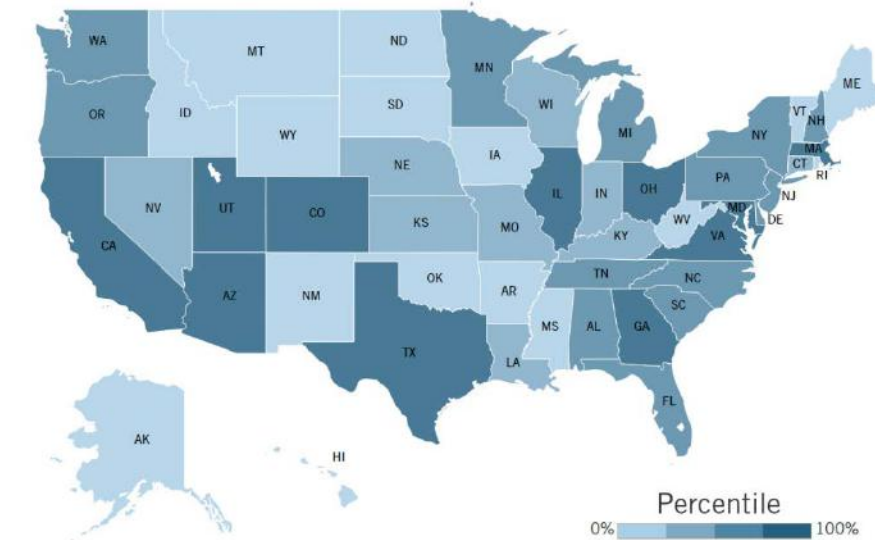 WA
MT
ND
MN
ME
VT
NH
OR
ID
SD
WI
MI
NY
MA
WY
CT
RI
IA
PA
NE
NJ
NV
UT
CO
IL
IN
OH
MD
DE
WV
VA
CA
KS
MO
KY
TN
NC
OK
AZ
NM
AR
SC
MS
AL
GA
TX
LA
FL
AK
HI
Percentile
0% 100%